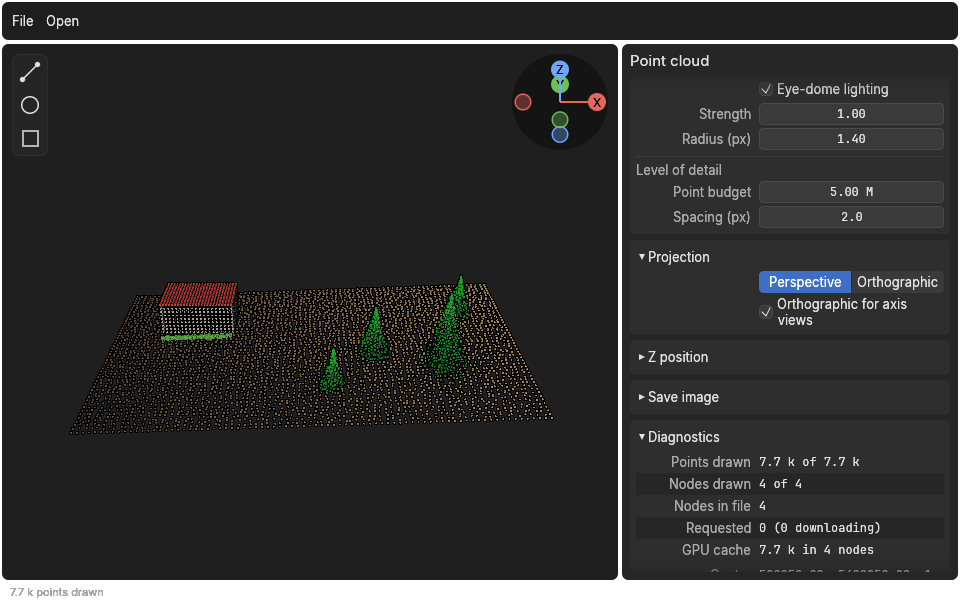 File Open
Z
X
Point cloud
Eye-dome lighting
Strength 1.00
Radius (px) 1.40
Level of detail
Point budget 5.00 M
Spacing (px) 2.0
Projection
Perspective Orthographic
Orthographic for axis
views
Z position
Save image
Diagnostics
Points drawn 7.7 k of 7.7 k
Nodes drawn 4 of 4
Nodes in file 4
Requested 0 (0 downloading)
GPU cache 7.7 k in 4 nodes
7.7 k points drawn